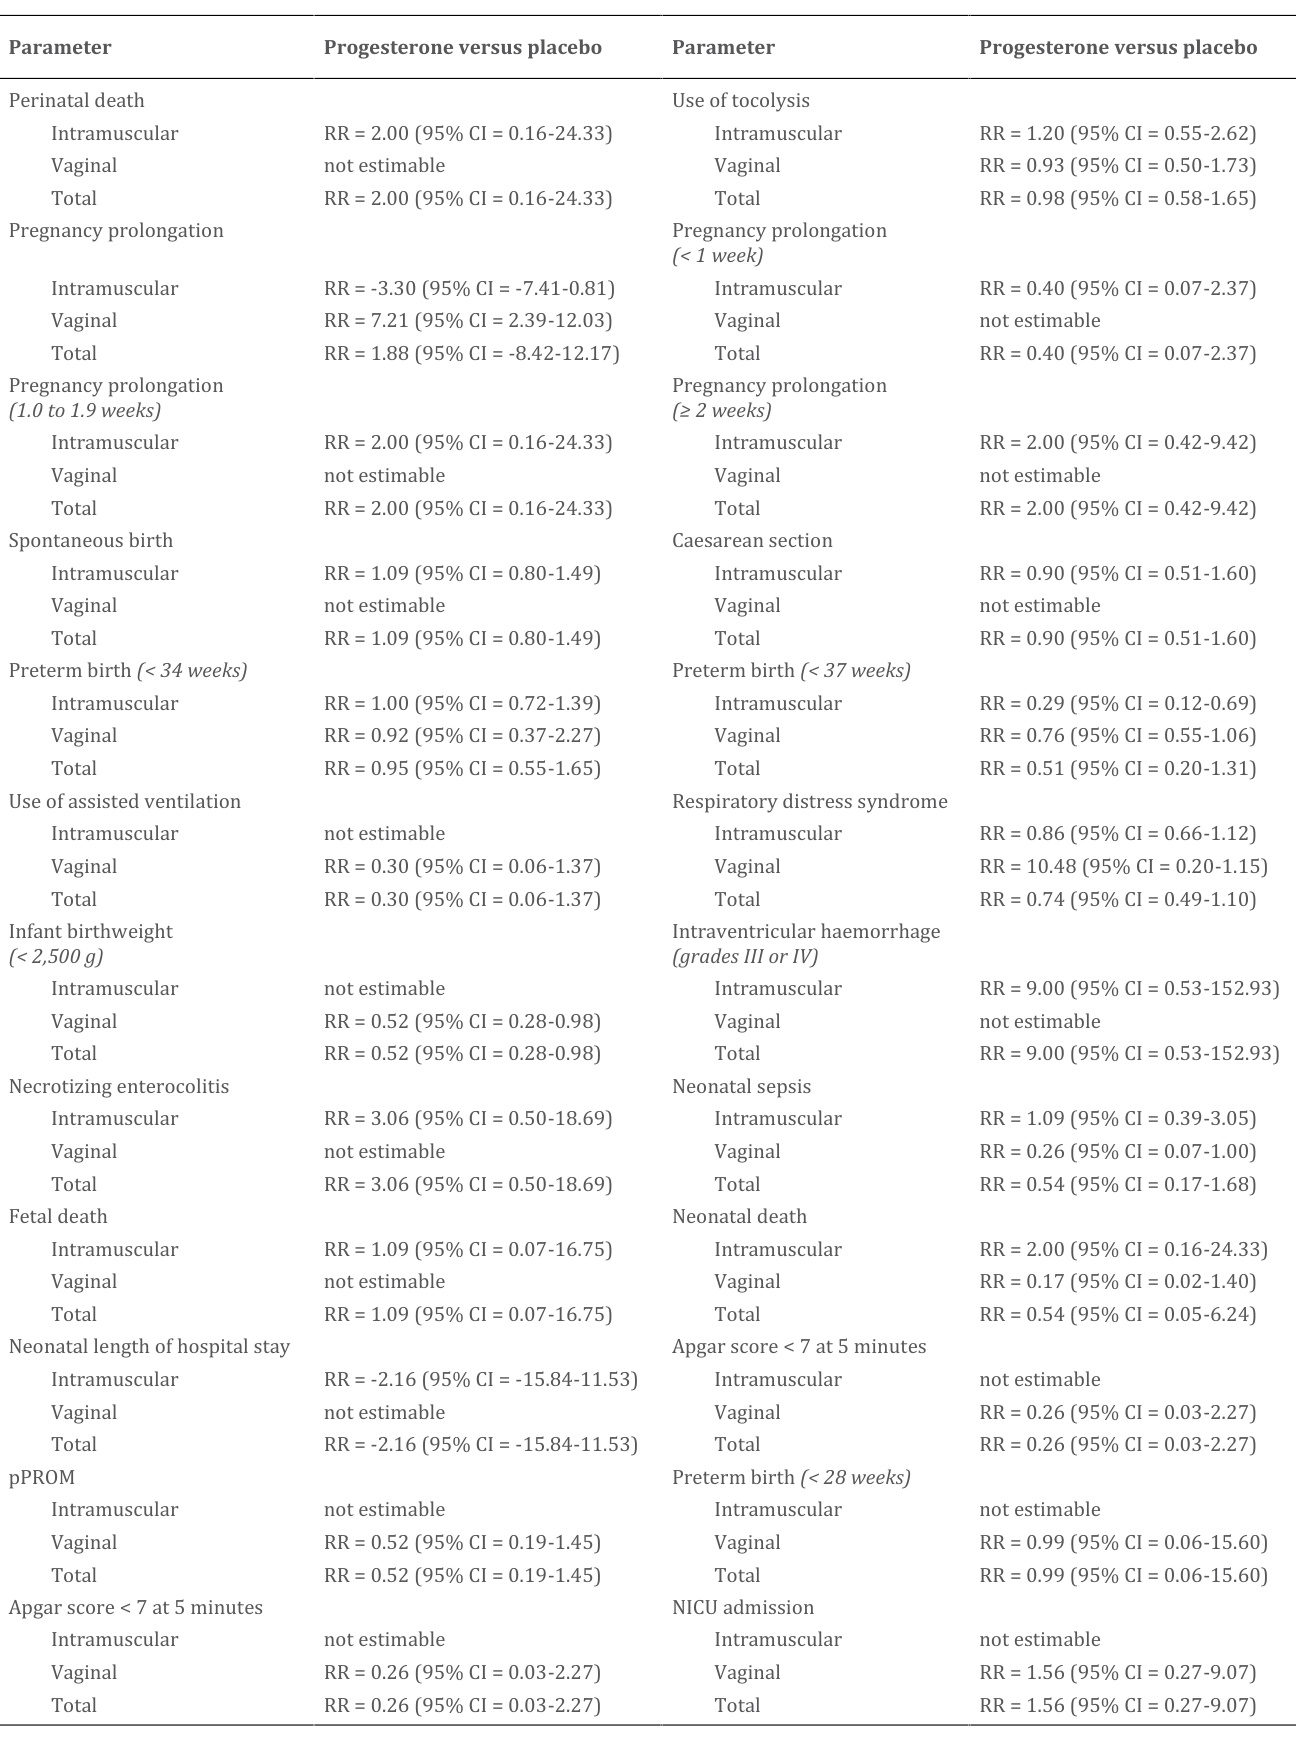 Parameter Progesterone versus placebo Parameter Progesterone versus placebo
Perinatal death Use of tocolysis
Intramuscular RR = 2.00 (95% CI = 0.16-24.33) Intramuscular RR = 1.20 (95% CI = 0.55-2.62)
Vaginal not estimable Vaginal RR = 0.93 (95% CI = 0.50-1.73)
Total RR = 2.00 (95% CI = 0.16-24.33) Total RR = 0.98 (95% CI = 0.58-1.65)
Pregnancy prolongation Pregnancy prolongation
(< 1 week)
Intramuscular RR = -3.30 (95% CI = -7.41-0.81) Intramuscular RR = 0.40 (95% CI = 0.07-2.37)
Vaginal RR = 7.21 (95% CI = 2.39-12.03) Vaginal not estimable
Total RR = 1.88 (95% CI = -8.42-12.17) Total RR = 0.40 (95% CI = 0.07-2.37)
Pregnancy prolongation Pregnancy prolongation
(1.0 to 1.9 weeks) (≥ 2 weeks)
Intramuscular RR = 2.00 (95% CI = 0.16-24.33) Intramuscular RR = 2.00 (95% CI = 0.42-9.42)
Vaginal not estimable Vaginal not estimable
Total RR = 2.00 (95% CI = 0.16-24.33) Total RR = 2.00 (95% CI = 0.42-9.42)
Spontaneous birth Caesarean section
Intramuscular RR = 1.09 (95% CI = 0.80-1.49) Intramuscular RR = 0.90 (95% CI = 0.51-1.60)
Vaginal not estimable Vaginal not estimable
Total RR = 1.09 (95% CI = 0.80-1.49) Total RR = 0.90 (95% CI = 0.51-1.60)
Preterm birth (< 34 weeks) Preterm birth (< 37 weeks)
Intramuscular RR = 1.00 (95% CI = 0.72-1.39) Intramuscular RR = 0.29 (95% CI = 0.12-0.69)
Vaginal RR = 0.92 (95% CI = 0.37-2.27) Vaginal RR = 0.76 (95% CI = 0.55-1.06)
Total RR = 0.95 (95% CI = 0.55-1.65) Total RR = 0.51 (95% CI = 0.20-1.31)
Use of assisted ventilation Respiratory distress syndrome
Intramuscular not estimable Intramuscular RR = 0.86 (95% CI = 0.66-1.12)
Vaginal RR = 0.30 (95% CI = 0.06-1.37) Vaginal RR = 10.48 (95% CI = 0.20-1.15)
Total RR = 0.30 (95% CI = 0.06-1.37) Total RR = 0.74 (95% CI = 0.49-1.10)
Infant birthweight Intraventricular haemorrhage
(< 2,500 g) (grades III or IV)
Intramuscular not estimable Intramuscular RR = 9.00 (95% CI = 0.53-152.93)
Vaginal RR = 0.52 (95% CI = 0.28-0.98) Vaginal not estimable
Total RR = 0.52 (95% CI = 0.28-0.98) Total RR = 9.00 (95% CI = 0.53-152.93)
Necrotizing enterocolitis Neonatal sepsis
Intramuscular RR = 3.06 (95% CI = 0.50-18.69) Intramuscular RR = 1.09 (95% CI = 0.39-3.05)
Vaginal not estimable Vaginal RR = 0.26 (95% CI = 0.07-1.00)
Total RR = 3.06 (95% CI = 0.50-18.69) Total RR = 0.54 (95% CI = 0.17-1.68)
Fetal death Neonatal death
Intramuscular RR = 1.09 (95% CI = 0.07-16.75) Intramuscular RR = 2.00 (95% CI = 0.16-24.33)
Vaginal not estimable Vaginal RR = 0.17 (95% CI = 0.02-1.40)
Total RR = 1.09 (95% CI = 0.07-16.75) Total RR = 0.54 (95% CI = 0.05-6.24)
Neonatal length of hospital stay Apgar score < 7 at 5 minutes
Intramuscular RR = -2.16 (95% CI = -15.84-11.53) Intramuscular not estimable
Vaginal not estimable Vaginal RR = 0.26 (95% CI = 0.03-2.27)
Total RR = -2.16 (95% CI = -15.84-11.53) Total RR = 0.26 (95% CI = 0.03-2.27)
pPROM Preterm birth (< 28 weeks)
Intramuscular not estimable Intramuscular not estimable
Vaginal RR = 0.52 (95% CI = 0.19-1.45) Vaginal RR = 0.99 (95% CI = 0.06-15.60)
Total RR = 0.52 (95% CI = 0.19-1.45) Total RR = 0.99 (95% CI = 0.06-15.60)
Apgar score < 7 at 5 minutes NICU admission
Intramuscular not estimable Intramuscular not estimable
Vaginal RR = 0.26 (95% CI = 0.03-2.27) Vaginal RR = 1.56 (95% CI = 0.27-9.07)
Total RR = 0.26 (95% CI = 0.03-2.27) Total RR = 1.56 (95% CI = 0.27-9.07)